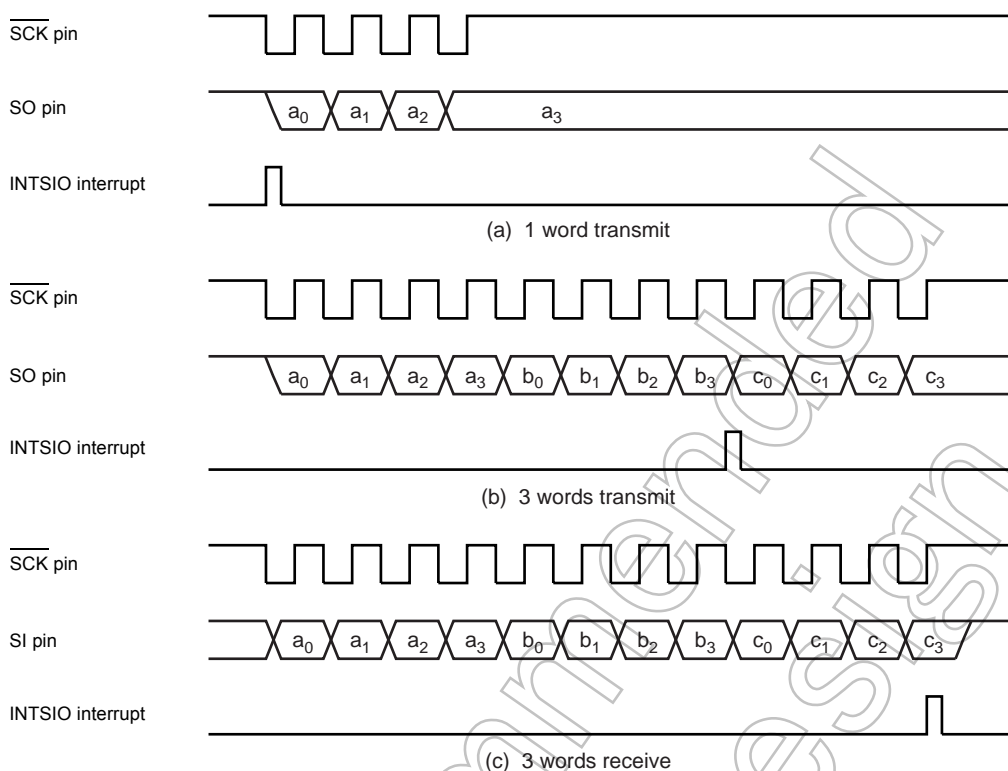 SCK pin
SO pin
a0 a1 a2 a3
INTSIO interrupt
(a) 1 word transmit
SCK pin
SO pin
a0 a1 a2 a3 b0 b1 b2 b3 c0 c1 c2 c3
INTSIO interrupt
(b) 3 words transmit
SCK pin
SI pin
a0 a1 a2 a3 b0 b1 b2 b3 c0 c1 c2 c3
INTSIO interrupt
(c) 3 words receive